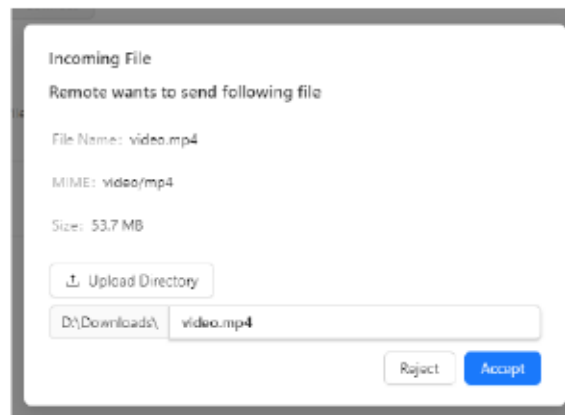 Incoming File
Remote wants to send following file
File Name: video.mp4
MIME: video/mp4
Size: 53.7 MB
Upload Directory
D:\Downloads\ video.mp4
Reject Accept